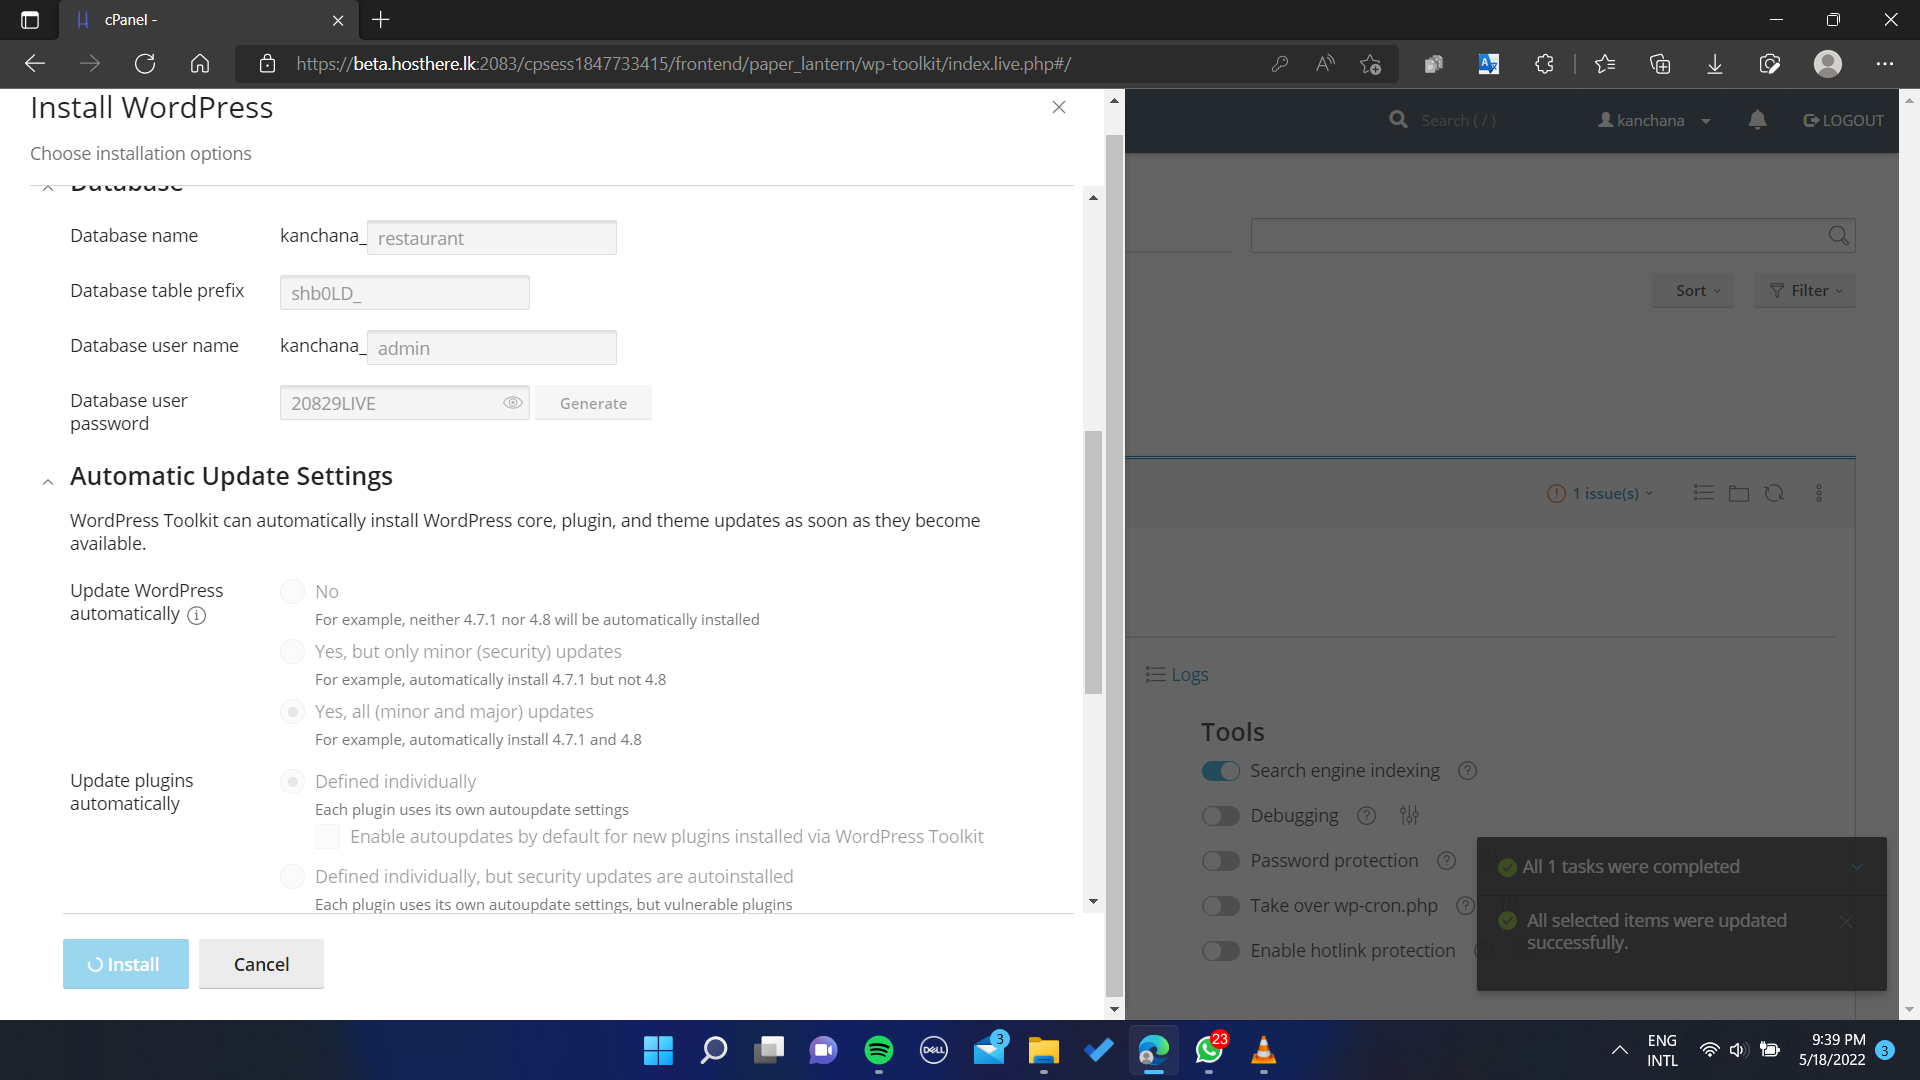 cPanel -
https://beta.hosthere.lk:2083/cpsess1847733415/frontend/paper_lantern/wp-toolkit/index.live.php#/
Install WordPress
Choose installation options
Database
Database name
kanchana_
restaurant
Database table prefix
shb0LD_
Database user name
kanchana_
admin
Database user
password
20829LIVE
Generate
Automatic Update Settings
WordPress Toolkit can automatically install WordPress core, plugin, and theme updates as soon as they become
available.
Update WordPress
automatically
No
For example, neither 4.7.1 nor 4.8 will be automatically installed
Yes, but only minor (security) updates
For example, automatically install 4.7.1 but not 4.8
Yes, all (minor and major) updates
For example, automatically install 4.7.1 and 4.8
Update plugins
automatically
Defined individually
Each plugin uses its own autoupdate settings
Enable autoupdates by default for new plugins installed via WordPress Toolkit
Defined individually, but security updates are autoinstalled
Each plugin uses its own autoupdate settings, but vulnerable plugins
Install
Cancel
Search ( / )
kanchana
LOGOUT
Sort
Filter
1 issue(s)
Logs
Tools
Search engine indexing
Debugging
Password protection
Take over wp-cron.php
Enable hotlink protection
All 1 tasks were completed
All selected items were updated
successfully.
DELL
3
23
ENG
INTL
9:39 PM
5/18/2022
3